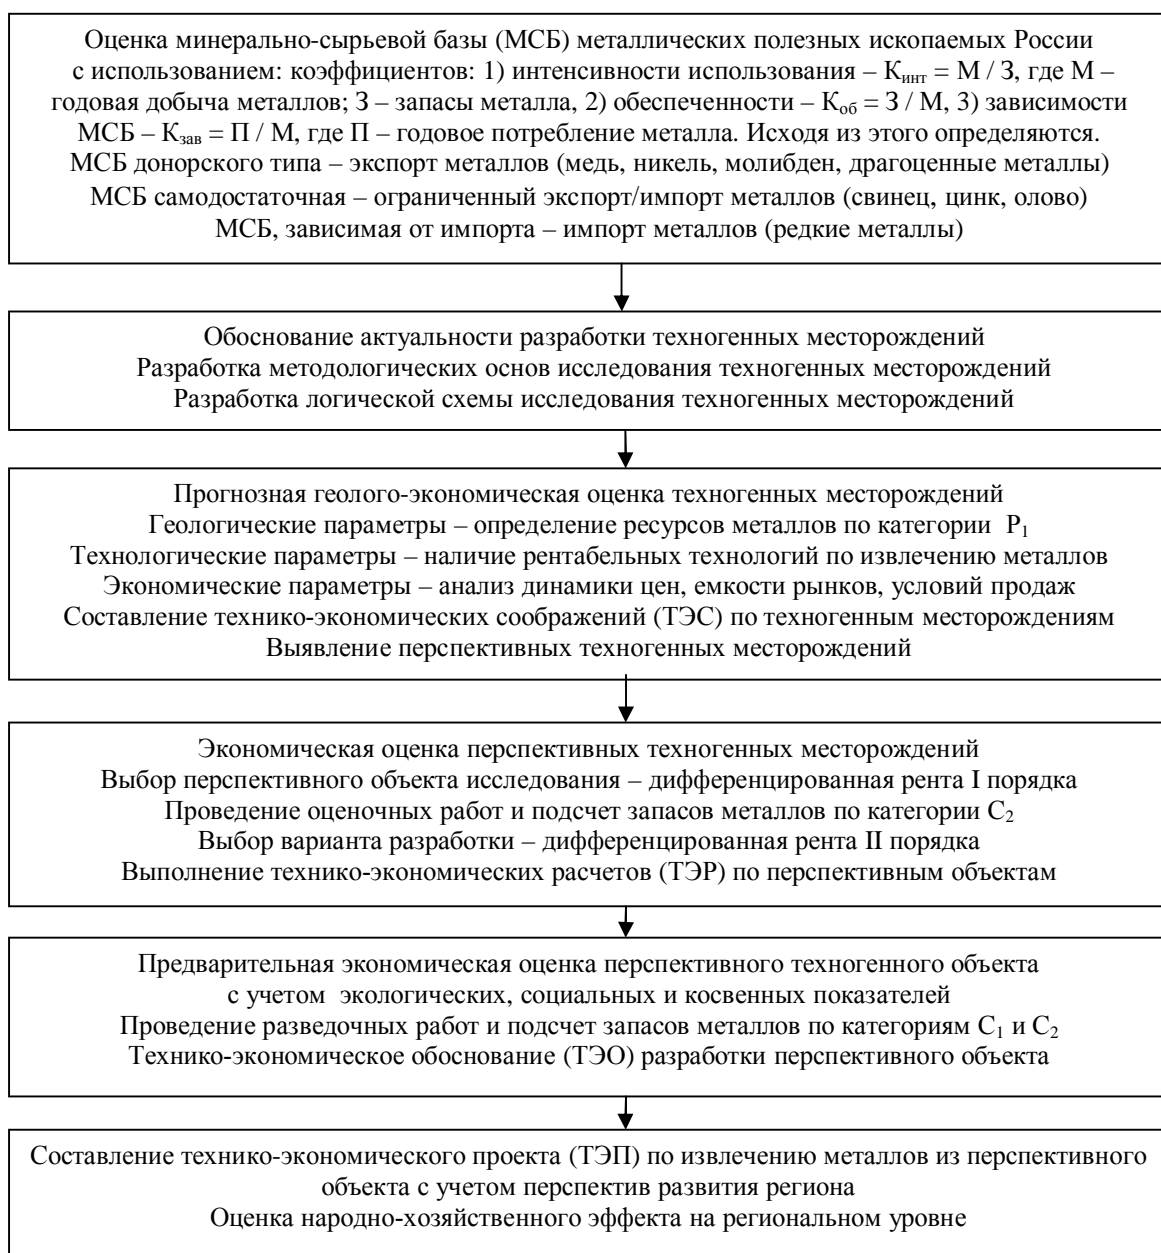 Оценка минерально-сырьевой базы (МСБ) металлических полезных ископаемых России
с использованием: коэффициентов: 1) интенсивности использования – Кинт = М / З, где М –
годовая добыча металлов; З – запасы металла, 2) обеспеченности – Коб = З / М, 3) зависимости
МСБ – Кзав = П / М, где П – годовое потребление металла. Исходя из этого определяются.
МСБ донорского типа – экспорт металлов (медь, никель, молибден, драгоценные металлы)
МСБ самодостаточная – ограниченный экспорт/импорт металлов (свинец, цинк, олово)
МСБ, зависимая от импорта – импорт металлов (редкие металлы)
Обоснование актуальности разработки техногенных месторождений
Разработка методологических основ исследования техногенных месторождений
Разработка логической схемы исследования техногенных месторождений
Прогнозная геолого-экономическая оценка техногенных месторождений
Геологические параметры – определение ресурсов металлов по категории Р1
Технологические параметры – наличие рентабельных технологий по извлечению металлов
Экономические параметры – анализ динамики цен, емкости рынков, условий продаж
Составление технико-экономических соображений (ТЭС) по техногенным месторождениям
Выявление перспективных техногенных месторождений
Экономическая оценка перспективных техногенных месторождений
Выбор перспективного объекта исследования – дифференцированная рента I порядка
Проведение оценочных работ и подсчет запасов металлов по категории С2
Выбор варианта разработки – дифференцированная рента II порядка
Выполнение технико-экономических расчетов (ТЭР) по перспективным объектам
Предварительная экономическая оценка перспективного техногенного объекта
с учетом экологических, социальных и косвенных показателей
Проведение разведочных работ и подсчет запасов металлов по категориям С1 и С2
Технико-экономическое обоснование (ТЭО) разработки перспективного объекта
Составление технико-экономического проекта (ТЭП) по извлечению металлов из перспективного
объекта с учетом перспектив развития региона
Оценка народно-хозяйственного эффекта на региональном уровне